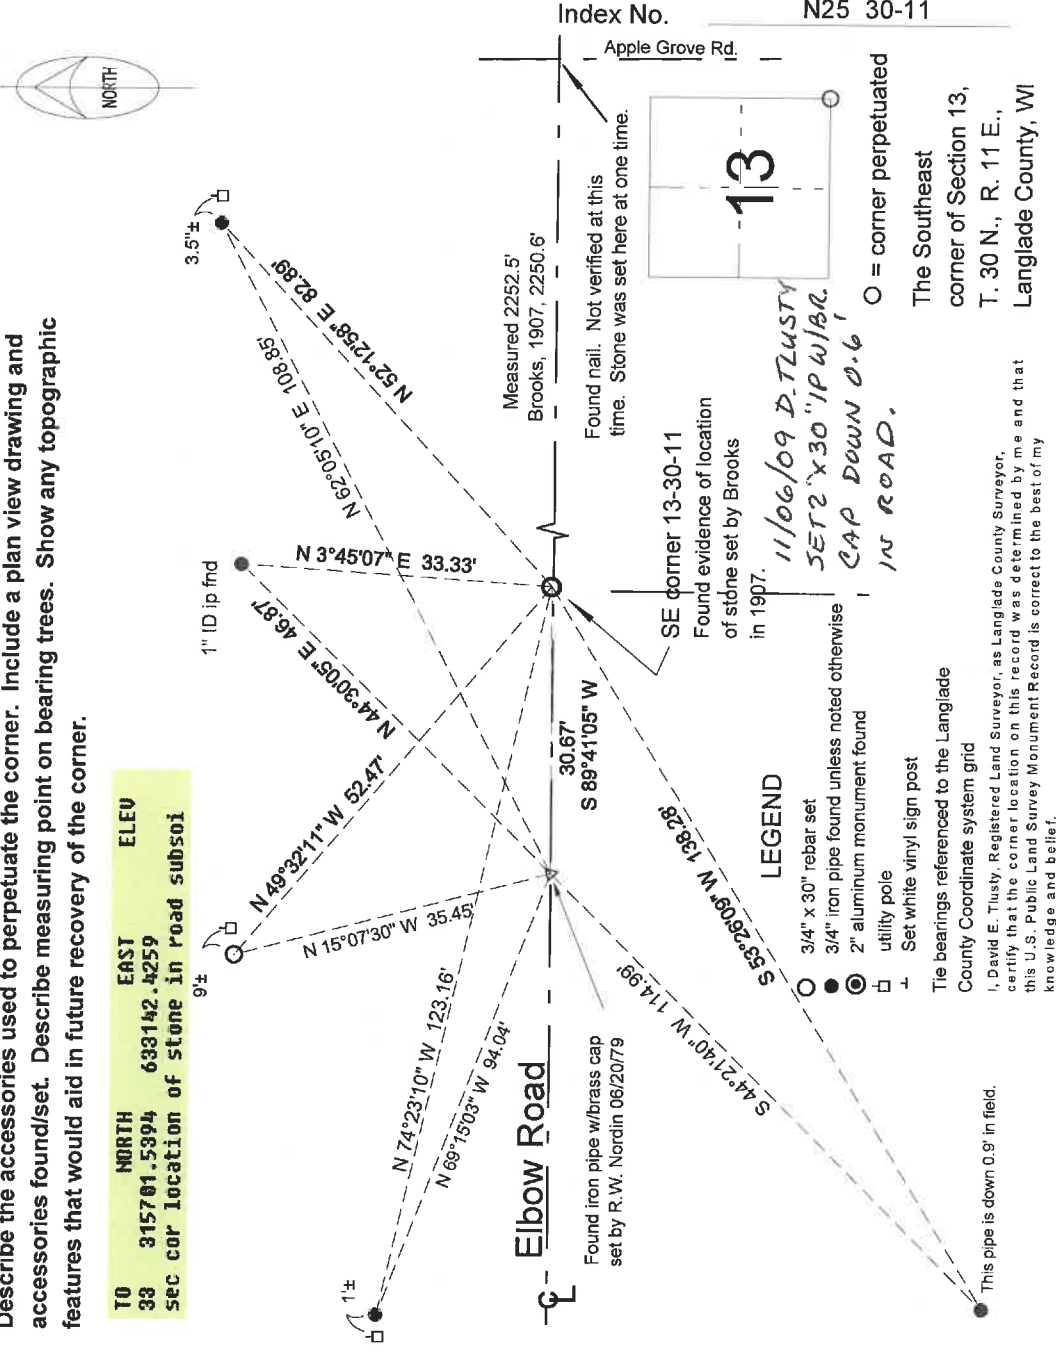 Index No. N25 30-11
Describe the accessories used to perpetuate the corner. Include a plan view drawing and
accessories found/set. Describe measuring point on bearing trees. Show any topographic
features that would aid in future recovery of the corner.
NORTH
TO NORTH EAST ELEV
33 315701.5394 633142.4259
sec cor location of stone in road subsoi
9'±
3.5'±
1" ID ip fnd
1'±
N 49°32'11" W 52.47'
N 15°07'30" W 35.45'
N 44°30'05" E 46.87'
N 3°45'07" E 33.33'
N 62°05'10" E 108.85'
N 52°12'58" E 82.89'
N 74°23'10" W 123.16'
N 69°15'03" W 94.04'
30.67'
S 89°41'05" W
S 53°26'09" W 138.28'
S 44°21'40" W 114.99'
Elbow Road
CL
Found iron pipe w/brass cap
set by R.W. Nordin 06/20/79
This pipe is down 0.9' in field.
Apple Grove Rd.
Measured 2252.5'
Brooks, 1907, 2250.6'
Found nail. Not verified at this
time. Stone was set here at one time.
SE corner 13-30-11
Found evidence of location
of stone set by Brooks
in 1907.
11/06/09 D. TLUSTY
SET 2"X30" IP W/BR.
CAP DOWN 0.6'
IN ROAD.
13
O = corner perpetuated
The Southeast
corner of Section 13,
T. 30 N., R. 11 E.,
Langlade County, WI
LEGEND
3/4" x 30" rebar set
3/4" iron pipe found unless noted otherwise
2" aluminum monument found
utility pole
Set white vinyl sign post
Tie bearings referenced to the Langlade
County Coordinate system grid
I, David E. Tlusty, Registered Land Surveyor, as Langlade County Surveyor,
certify that the corner location on this record was determined by me and that
this U.S. Public Land Survey Monument Record is correct to the best of my
knowledge and belief.